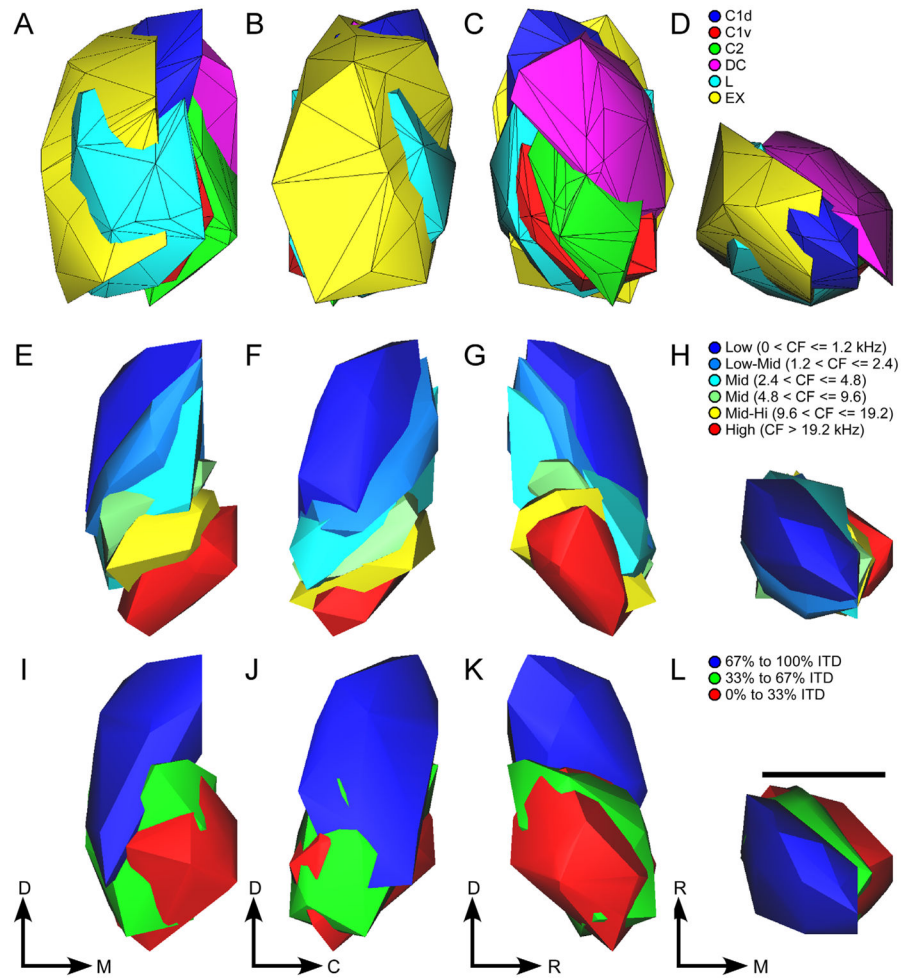 A B C D
C1d
C1v
C2
DC
L
EX
E F G H
Low (0 < CF <= 1.2 kHz)
Low-Mid (1.2 < CF <= 2.4)
Mid (2.4 < CF <= 4.8)
Mid (4.8 < CF <= 9.6)
Mid-Hi (9.6 < CF <= 19.2)
High (CF > 19.2 kHz)
I J K L
67% to 100% ITD
33% to 67% ITD
0% to 33% ITD
D D D R
M C R M